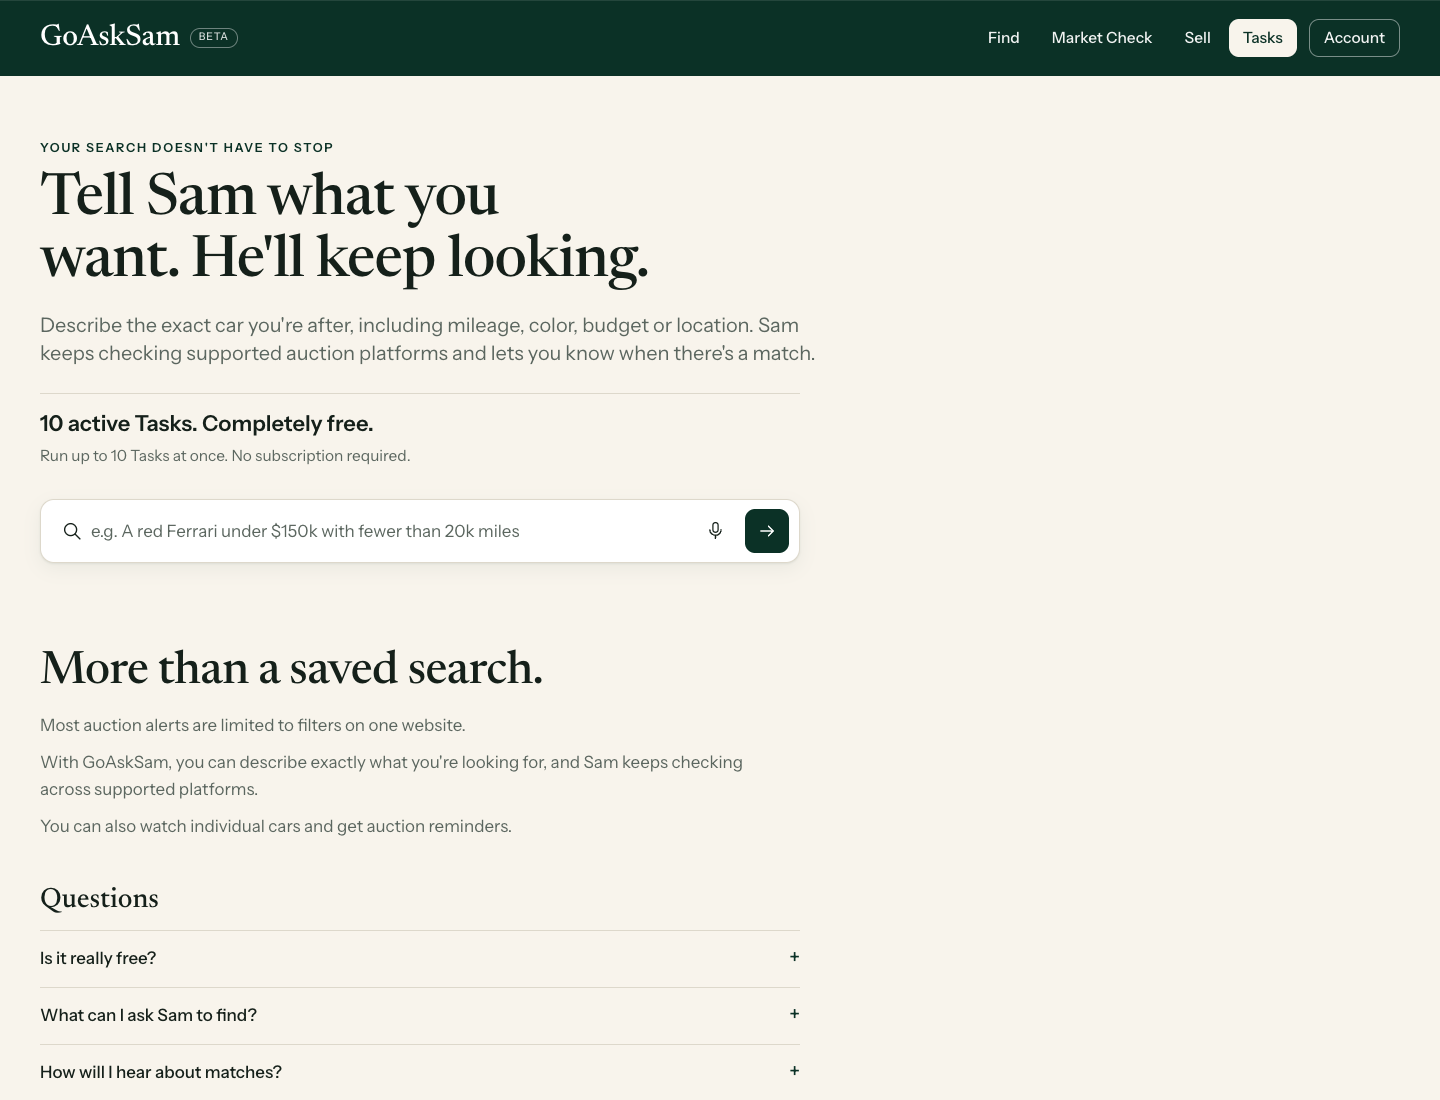 GoAskSam BETA
Find Market Check Sell Tasks Account
YOUR SEARCH DOESN'T HAVE TO STOP
Tell Sam what you
want. He'll keep looking.
Describe the exact car you're after, including mileage, color, budget or location. Sam
keeps checking supported auction platforms and lets you know when there's a match.
10 active Tasks. Completely free.
Run up to 10 Tasks at once. No subscription required.
e.g. A red Ferrari under $150k with fewer than 20k miles
More than a saved search.
Most auction alerts are limited to filters on one website.
With GoAskSam, you can describe exactly what you're looking for, and Sam keeps checking
across supported platforms.
You can also watch individual cars and get auction reminders.
Questions
Is it really free? +
What can I ask Sam to find? +
How will I hear about matches? +